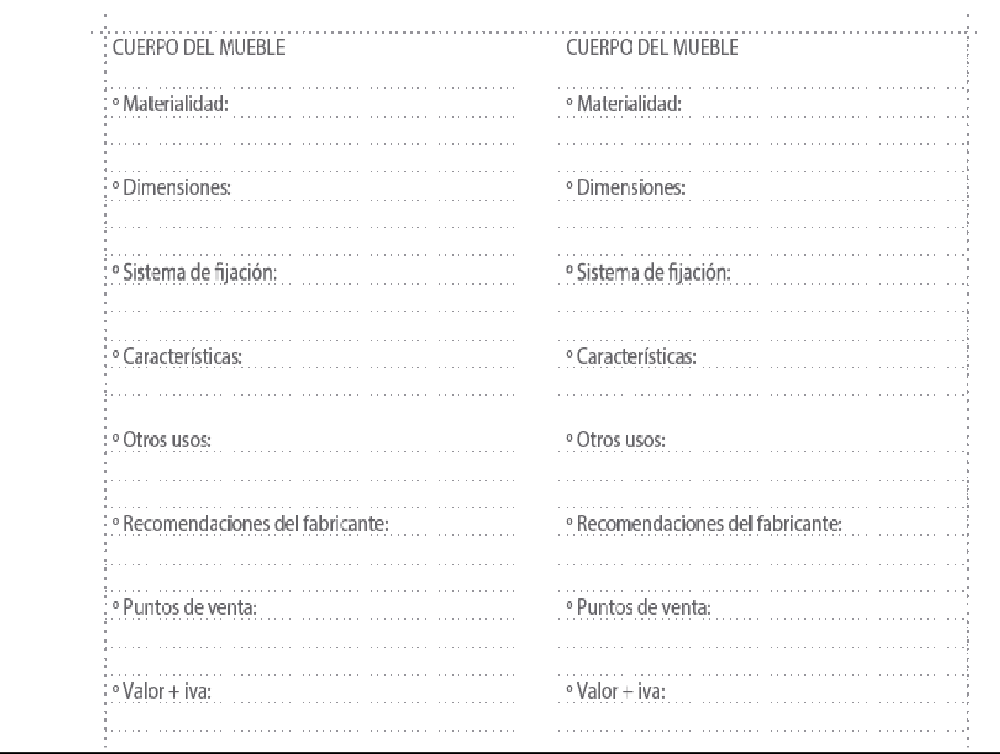 CUERPO DEL MUEBLE
º Materialidad:
º Dimensiones:
º Sistema de fijación:
º Características:
º Otros usos:
º Recomendaciones del fabricante:
º Puntos de venta:
º Valor + iva:
CUERPO DEL MUEBLE
º Materialidad:
º Dimensiones:
º Sistema de fijación:
º Características:
º Otros usos:
º Recomendaciones del fabricante:
º Puntos de venta:
º Valor + iva: